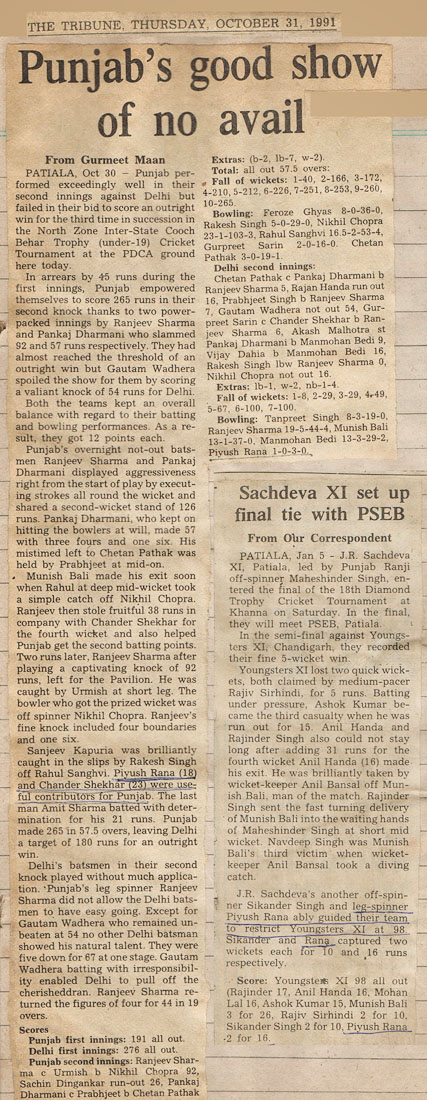 THE TRIBUNE, THURSDAY, OCTOBER 31, 1991
Punjab's good show
of no avail
From Gurmeet Maan
PATIALA, Oct 30 – Punjab per-
formed exceedingly well in their
second innings against Delhi but
failed in their bid to score an outright
win for the third time in succession in
the North Zone Inter-State Cooch
Behar Trophy (under-19) Cricket
Tournament at the PDCA ground
here today.
In arrears by 45 runs during the
first innings, Punjab empowered
themselves to score 265 runs in their
second knock thanks to two power-
packed innings by Ranjeev Sharma
and Pankaj Dharmani who slammed
92 and 57 runs respectively. They had
almost reached the threshold of an
outright win but Gautam Wadhera
spoiled the show for them by scoring
a valiant knock of 54 runs for Delhi.
Both the teams kept an overall
balance with regard to their batting
and bowling performances. As a re-
sult, they got 12 points each.
Punjab's overnight not-out bats-
men Ranjeev Sharma and Pankaj
Dharmani displayed aggressiveness
right from the start of play by execut-
ing strokes all round the wicket and
shared a second-wicket stand of 126
runs. Pankaj Dharmani, who kept on
hitting the bowlers at will, made 57
with three fours and one six. His
mistimed left to Chetan Pathak was
held by Prabhjeet at mid-on.
Munish Bali made his exit soon
when Rahul at deep mid-wicket took
a simple catch off Nikhil Chopra.
Ranjeev then stole fruitful 38 runs in
company with Chander Shekhar for
the fourth wicket and also helped
Punjab get the second batting points.
Two runs later, Ranjeev Sharma after
playing a captivating knock of 92
runs, left for the Pavilion. He was
caught by Urmish at short leg. The
bowler who got the prized wicket was
off spinner Nikhil Chopra. Ranjeev's
fine knock included four boundaries
and one six.
Sanjeev Kapuria was brilliantly
caught in the slips by Rakesh Singh
off Rahul Sanghvi. Piyush Rana (18)
and Chander Shekhar (23) were use-
ful contributors for Punjab. The last
man Amit Sharma batted with deter-
mination for his 21 runs. Punjab
made 265 in 57.5 overs, leaving Delhi
a target of 180 runs for an outright
win.
Delhi's batsmen in their second
knock played without much applica-
tion. Punjab's leg spinner Ranjeev
Sharma did not allow the Delhi bats-
men to have easy going. Except for
Gautam Wadhera who remained un-
beaten at 54 no other Delhi batsman
showed his natural talent. They were
five down for 67 at one stage. Gautam
Wadhera batting with irresponsibil-
ity enabled Delhi to pull off the
cherisheddran. Ranjeev Sharma re-
turned the figures of four for 44 in 19
overs.
Scores
Punjab first innings: 191 all out.
Delhi first innings: 276 all out.
Punjab second innings: Ranjeev Shar-
ma c Urmish b Nikhil Chopra 92,
Sachin Dingankar run-out 26, Pankaj
Dharmani c Prabhjeet b Chetan Pathak
Extras: (b-2, lb-7, w-2).
Total: all out 57.5 overs:
Fall of wickets: 1-40, 2-166, 3-172,
4-210, 5-212, 6-226, 7-251, 8-253, 9-260,
10-265.
Bowling: Feroze Ghyas 8-0-36-0,
Rakesh Singh 5-0-29-0, Nikhil Chopra
23-1-103-3, Rahul Sanghvi 16.5-2-53-4,
Gurpreet Sarin 2-0-16-0. Chetan
Pathak 3-0-19-1.
Delhi second innings:
Chetan Pathak c Pankaj Dharmani b
Ranjeev Sharma 5, Rajan Handa run out
16, Prabhjeet Singh b Ranjeev Sharma
7, Gautam Wadhera not out 54, Gur-
preet Sarin c Chander Shekhar b Ran-
jeev Sharma 6, Akash Malhotra st
Pankaj Dharmani b Manmohan Bedi 9,
Vijay Dahia b Manmohan Bedi 16,
Rakesh Singh lbw Ranjeev Sharma 0,
Nikhil Chopra not out 16.
Extras: lb-1, w-2, nb-1-4.
Fall of wickets: 1-8, 2-29, 3-29, 4-49,
5-67, 6-100, 7-100.
Bowling: Tanpreet Singh 8-3-19-0,
Ranjeev Sharma 19-5-44-4, Munish Bali
13-1-37-0, Manmohan Bedi 13-3-29-2,
Piyush Rana 1-0-3-0.
Sachdeva XI set up
final tie with PSEB
From Our Correspondent
PATIALA, Jan 5 - J.R. Sachdeva
XI, Patiala, led by Punjab Ranji
off-spinner Maheshinder Singh, en-
tered the final of the 18th Diamond
Trophy Cricket Tournament at
Khanna on Saturday. In the final,
they will meet PSEB, Patiala.
In the semi-final against Youngs-
ters XI, Chandigarh, they recorded
their fine 5-wicket win.
Youngsters XI lost two quick wick-
ets, both claimed by medium-pacer
Rajiv Sirhindi, for 5 runs. Batting
under pressure, Ashok Kumar be-
came the third casualty when he was
run out for 15. Anil Handa and
Rajinder Singh also could not stay
long after adding 31 runs for the
fourth wicket Anil Handa (16) made
his exit. He was brilliantly taken by
wicket-keeper Anil Bansal off Mun-
ish Bali, man of the match. Rajinder
Singh sent the fast turning delivery
of Munish Bali into the waiting hands
of Maheshinder Singh at short mid
wicket. Navdeep Singh was Munish
Bali's third victim when wicket-
keeper Anil Bansal took a diving
catch.
J.R. Sachdeva's another off-spin-
ner Sikander Singh and leg-spinner
Piyush Rana ably guided their team
to restrict Youngsters XI at 98.
Sikander and Rana captured two
wickets each for 10 and 16 runs
respectively.
Score: Youngsters XI 98 all out
(Rajinder 17, Anil Handa 16, Mohan
Lal 16, Ashok Kumar 15, Munish Bali
3 for 26, Rajiv Sirhindi 2 for 10,
Sikander Singh 2 for 10, Piyush Rana
-2 for 16.